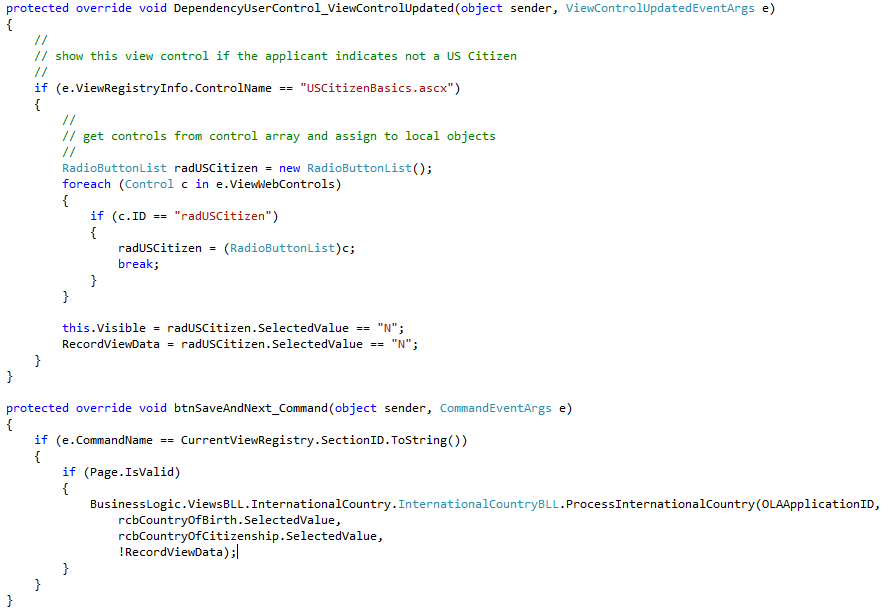 protected override void DependencyUserControl_ViewControlUpdated(object sender, ViewControlUpdatedEventArgs e)
{
    //
    // show this view control if the applicant indicates not a US Citizen
    //
    if (e.ViewRegistryInfo.ControlName == "USCitizenBasics.ascx")
    {
        //
        // get controls from control array and assign to local objects
        //
        RadioButtonList radUSCitizen = new RadioButtonList();
        foreach (Control c in e.ViewWebControls)
        {
            if (c.ID == "radUSCitizen")
            {
                radUSCitizen = (RadioButtonList)c;
                break;
            }
        }

        this.Visible = radUSCitizen.SelectedValue == "N";
        RecordViewData = radUSCitizen.SelectedValue == "N";
    }
}

protected override void btnSaveAndNext_Command(object sender, CommandEventArgs e)
{
    if (e.CommandName == CurrentViewRegistry.SectionID.ToString())
    {
        if (Page.IsValid)
        {
            BusinessLogic.ViewsBLL.InternationalCountry.InternationalCountryBLL.ProcessInternationalCountry(OLAApplicationID,
                rcbCountryOfBirth.SelectedValue,
                rcbCountryOfCitizenship.SelectedValue,
                !RecordViewData);
        }
    }
}